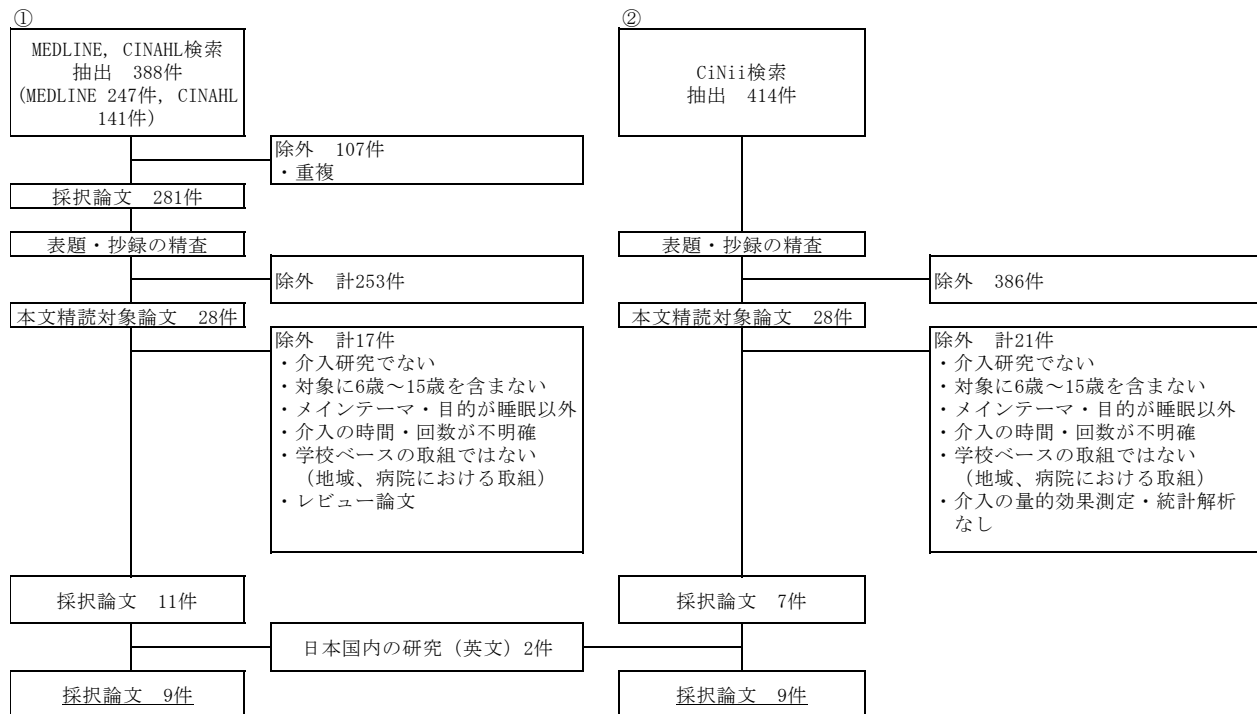 ①
MEDLINE, CINAHL検索
抽出　388件
(MEDLINE 247件, CINAHL
141件)
除外　107件
・重複
採択論文　281件
表題・抄録の精査
除外　計253件
本文精読対象論文　28件
除外　計17件
・介入研究でない
・対象に6歳～15歳を含まない
・メインテーマ・目的が睡眠以外
・介入の時間・回数が不明確
・学校ベースの取組ではない
（地域、病院における取組）
・レビュー論文
採択論文　11件
日本国内の研究（英文）2件
採択論文　9件
②
CiNii検索
抽出　414件
表題・抄録の精査
除外　386件
本文精読対象論文　28件
除外　計21件
・介入研究でない
・対象に6歳～15歳を含まない
・メインテーマ・目的が睡眠以外
・介入の時間・回数が不明確
・学校ベースの取組ではない
（地域、病院における取組）
・介入の量的効果測定・統計解析
なし
採択論文　7件
採択論文　9件